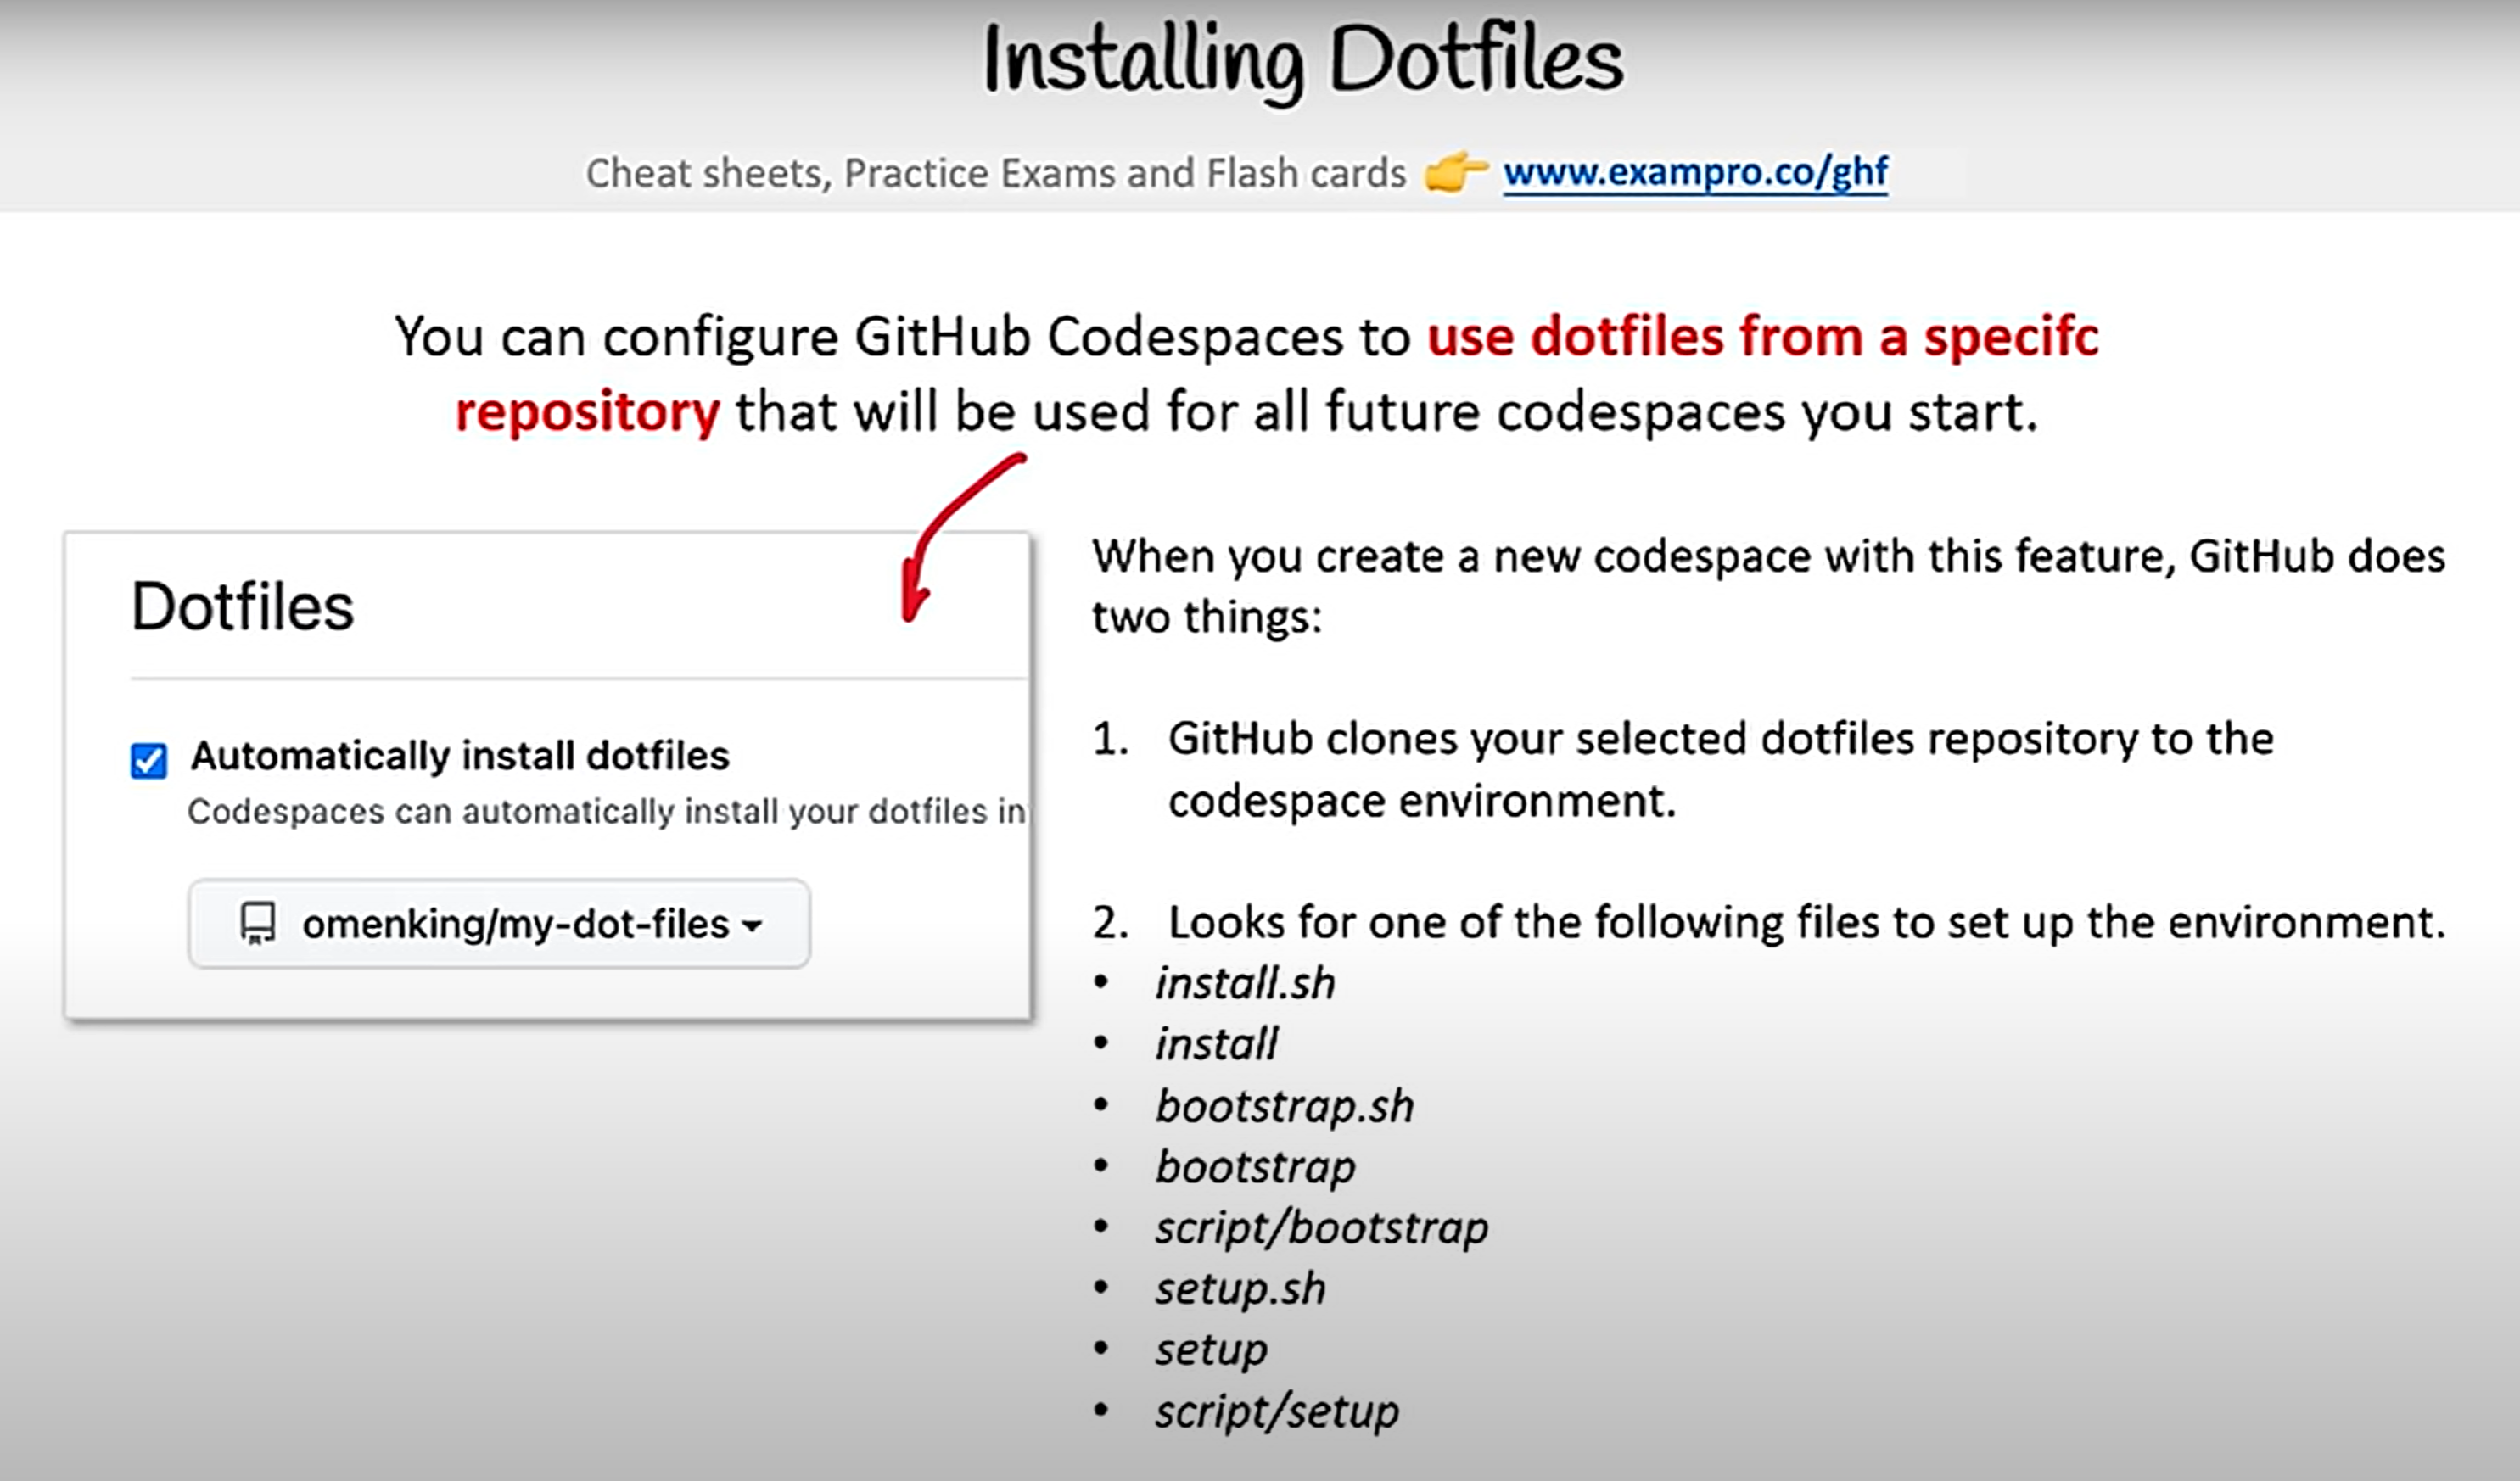 Installing Dotfiles
Cheat sheets, Practice Exams and Flash cards 👉 www.exampro.co/ghf
You can configure GitHub Codespaces to use dotfiles from a specifc
repository that will be used for all future codespaces you start.
Dotfiles
Automatically install dotfiles
Codespaces can automatically install your dotfiles in
omenking/my-dot-files
When you create a new codespace with this feature, GitHub does
two things:
1. GitHub clones your selected dotfiles repository to the
codespace environment.
2. Looks for one of the following files to set up the environment.
• install.sh
• install
• bootstrap.sh
• bootstrap
• script/bootstrap
• setup.sh
• setup
• script/setup